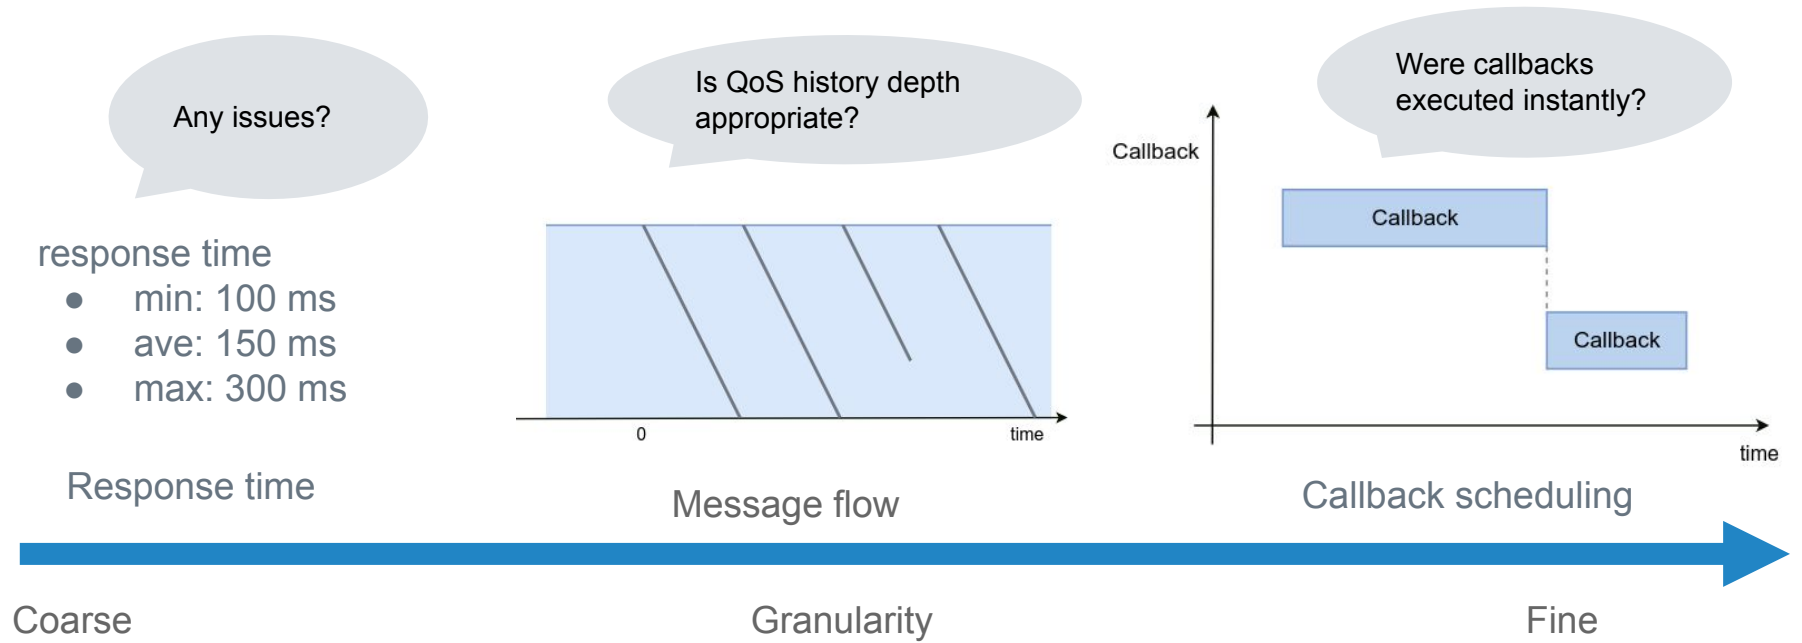 Any issues?
response time
● min: 100 ms
● ave: 150 ms
● max: 300 ms
Response time
Is QoS history depth
appropriate?
0
time
Message flow
Were callbacks
executed instantly?
Callback
Callback
Callback
time
Callback scheduling
Coarse
Granularity
Fine